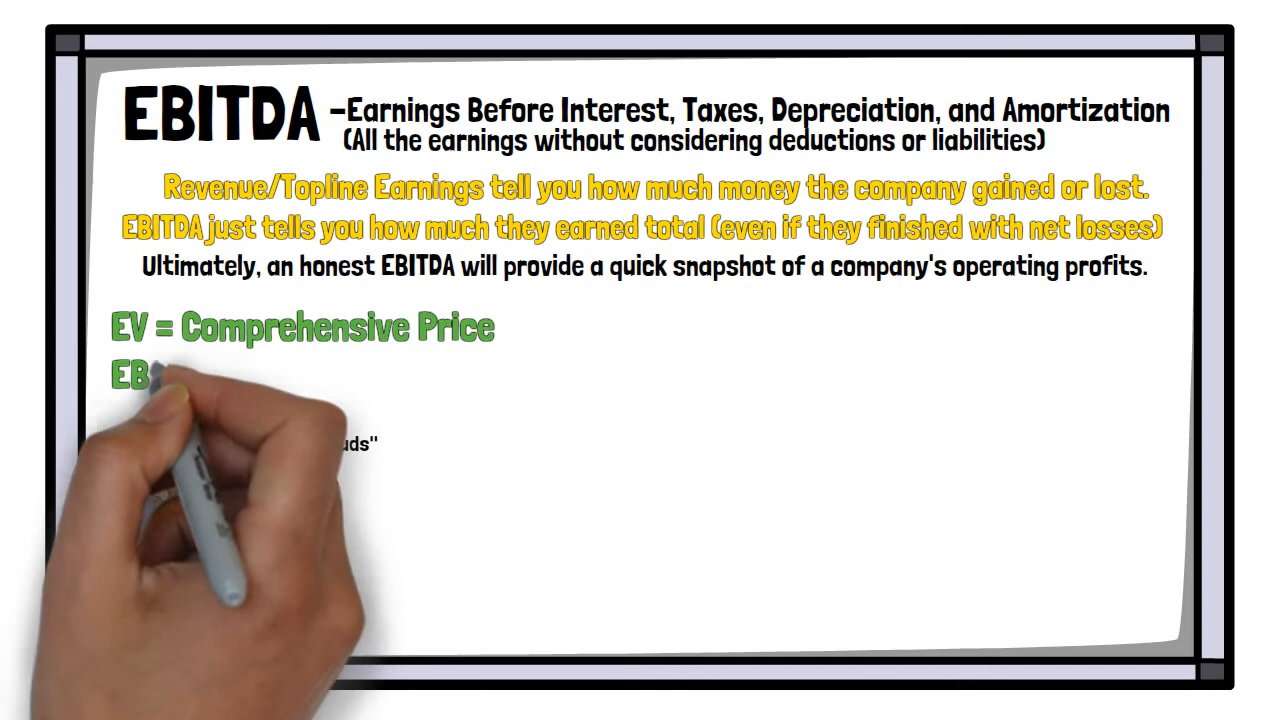 EBITDA -Earnings Before Interest, Taxes, Depreciation, and Amortization
(All the earnings without considering deductions or liabilities)
Revenue/Topline Earnings tell you how much money the company gained or lost.
EBITDA just tells you how much they earned total (even if they finished with net losses)
Ultimately, an honest EBITDA will provide a quick snapshot of a company's operating profits.
EV = Comprehensive Price
EB